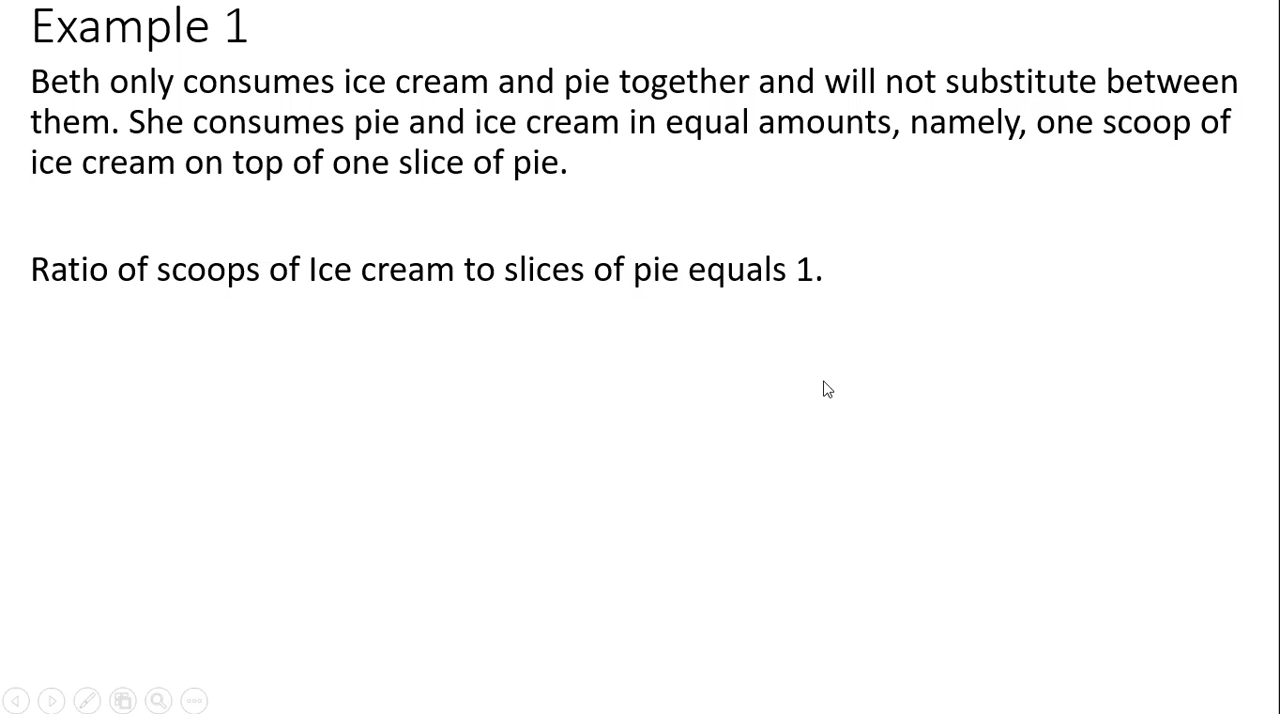 Example 1
Beth only consumes ice cream and pie together and will not substitute between
them. She consumes pie and ice cream in equal amounts, namely, one scoop of
ice cream on top of one slice of pie.
Ratio of scoops of Ice cream to slices of pie equals 1.